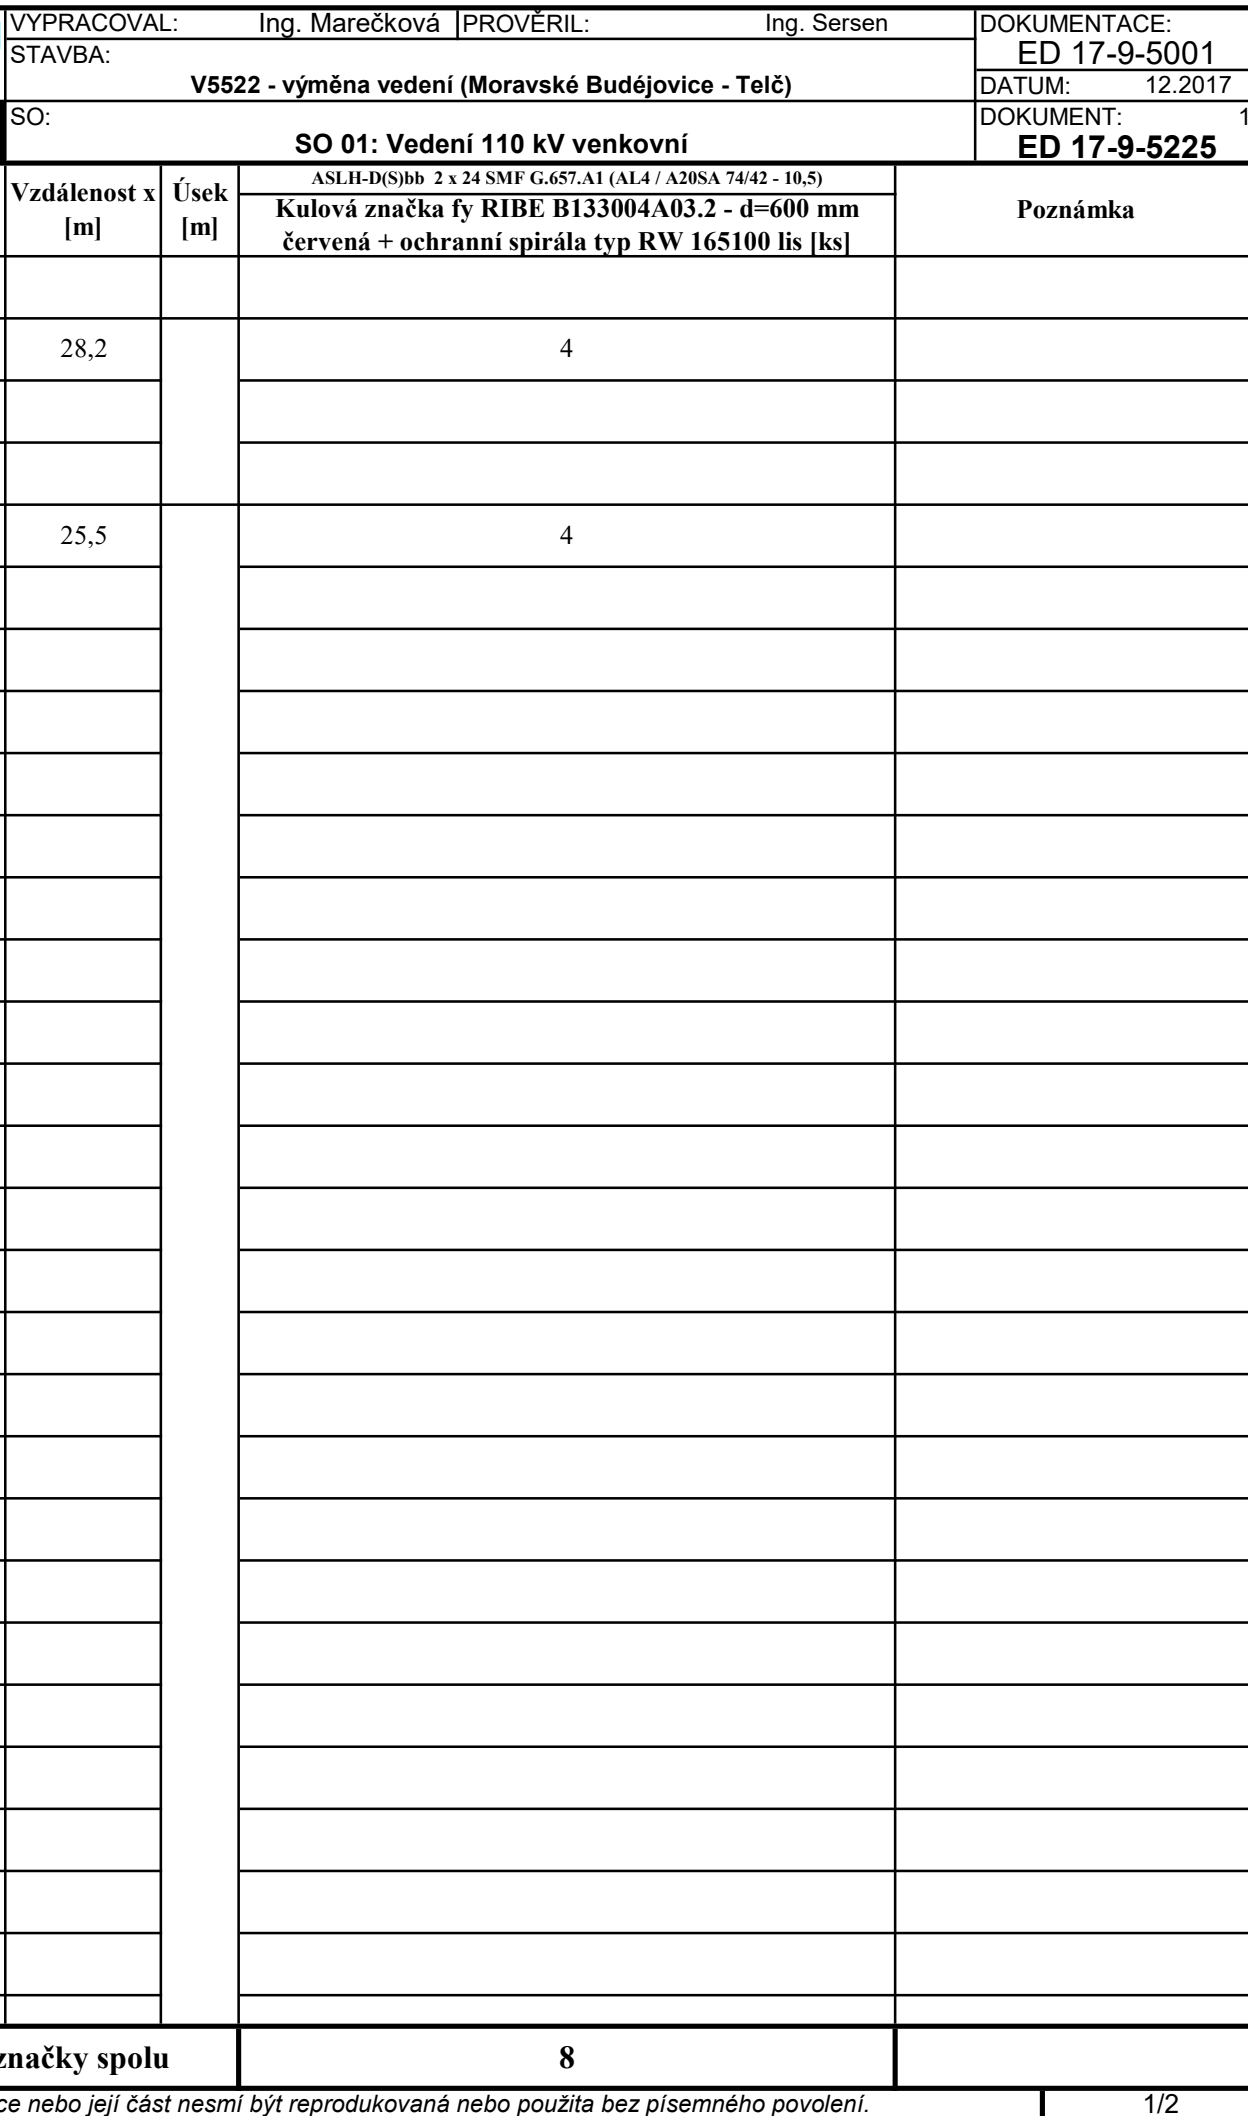 VYPRACOVAL: Ing. Marečková PROVĚRIL: Ing. Sersen DOKUMENTACE:
STAVBA: ED 17-9-5001
V5522 - výměna vedení (Moravské Budéjovice - Telč) DATUM: 12.2017
SO: DOKUMENT: 1
SO 01: Vedení 110 kV venkovní ED 17-9-5225
ASLH-D(S)bb 2 x 24 SMF G.657.A1 (AL4 / A20SA 74/42 - 10,5)
Vzdálenost x Úsek Kulová značka fy RIBE B133004A03.2 - d=600 mm Poznámka
[m] [m] červená + ochranní spirála typ RW 165100 lis [ks]
28,2 4
25,5 4
značky spolu 8
ce nebo její část nesmí být reprodukovaná nebo použita bez písemného povolení. 1/2